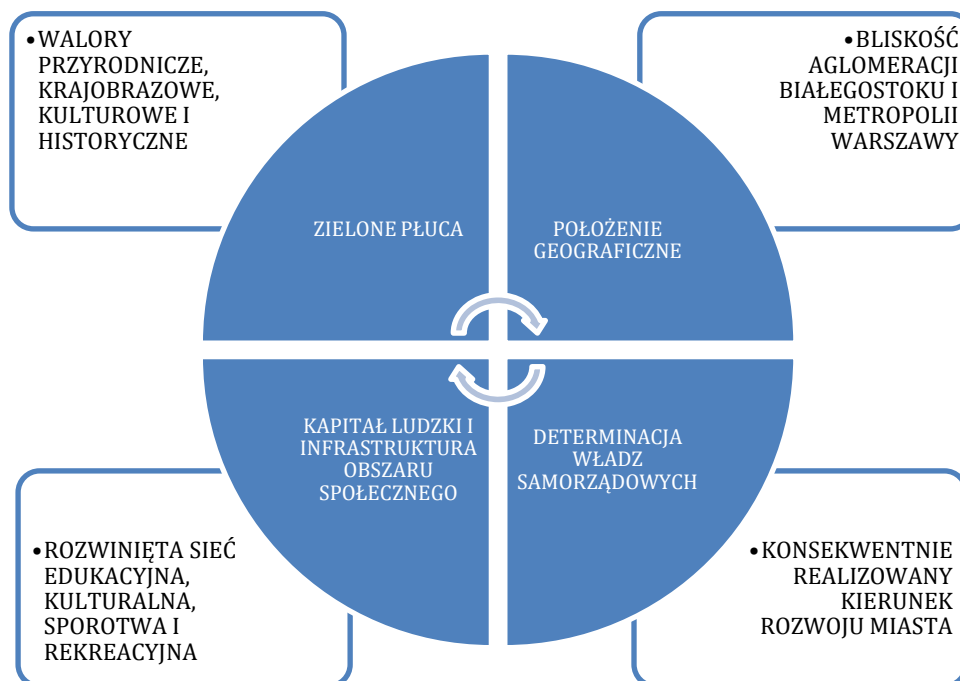 •WALORY
PRZYRODNICZE,
KRAJOBRAZOWE,
KULTUROWE I
HISTORYCZNE
•BLISKOŚĆ
AGLOMERACJI
BIAŁEGOSTOKU I
METROPOLII
WARSZAWY
ZIELONE PŁUCA
POŁOŻENIE
GEOGRAFICZNE
KAPITAŁ LUDZKI I
INFRASTRUKTURA
OBSZARU
SPOŁECZNEGO
DETERMINACJA
WŁADZ
SAMORZĄDOWYCH
•ROZWINIĘTA SIEĆ
EDUKACYJNA,
KULTURALNA,
SPOROTWA I
REKREACYJNA
•KONSEKWENTNIE
REALIZOWANY
KIERUNEK
ROZWOJU MIASTA